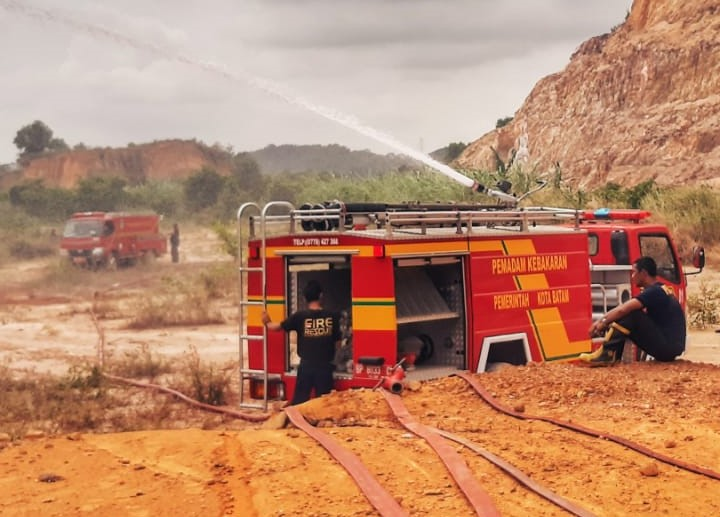 TELP.(0778) 427 366
PEMADAM KEBAKARAN
PEMERINTAH KOTA BATAM
FIRE
RESCUE